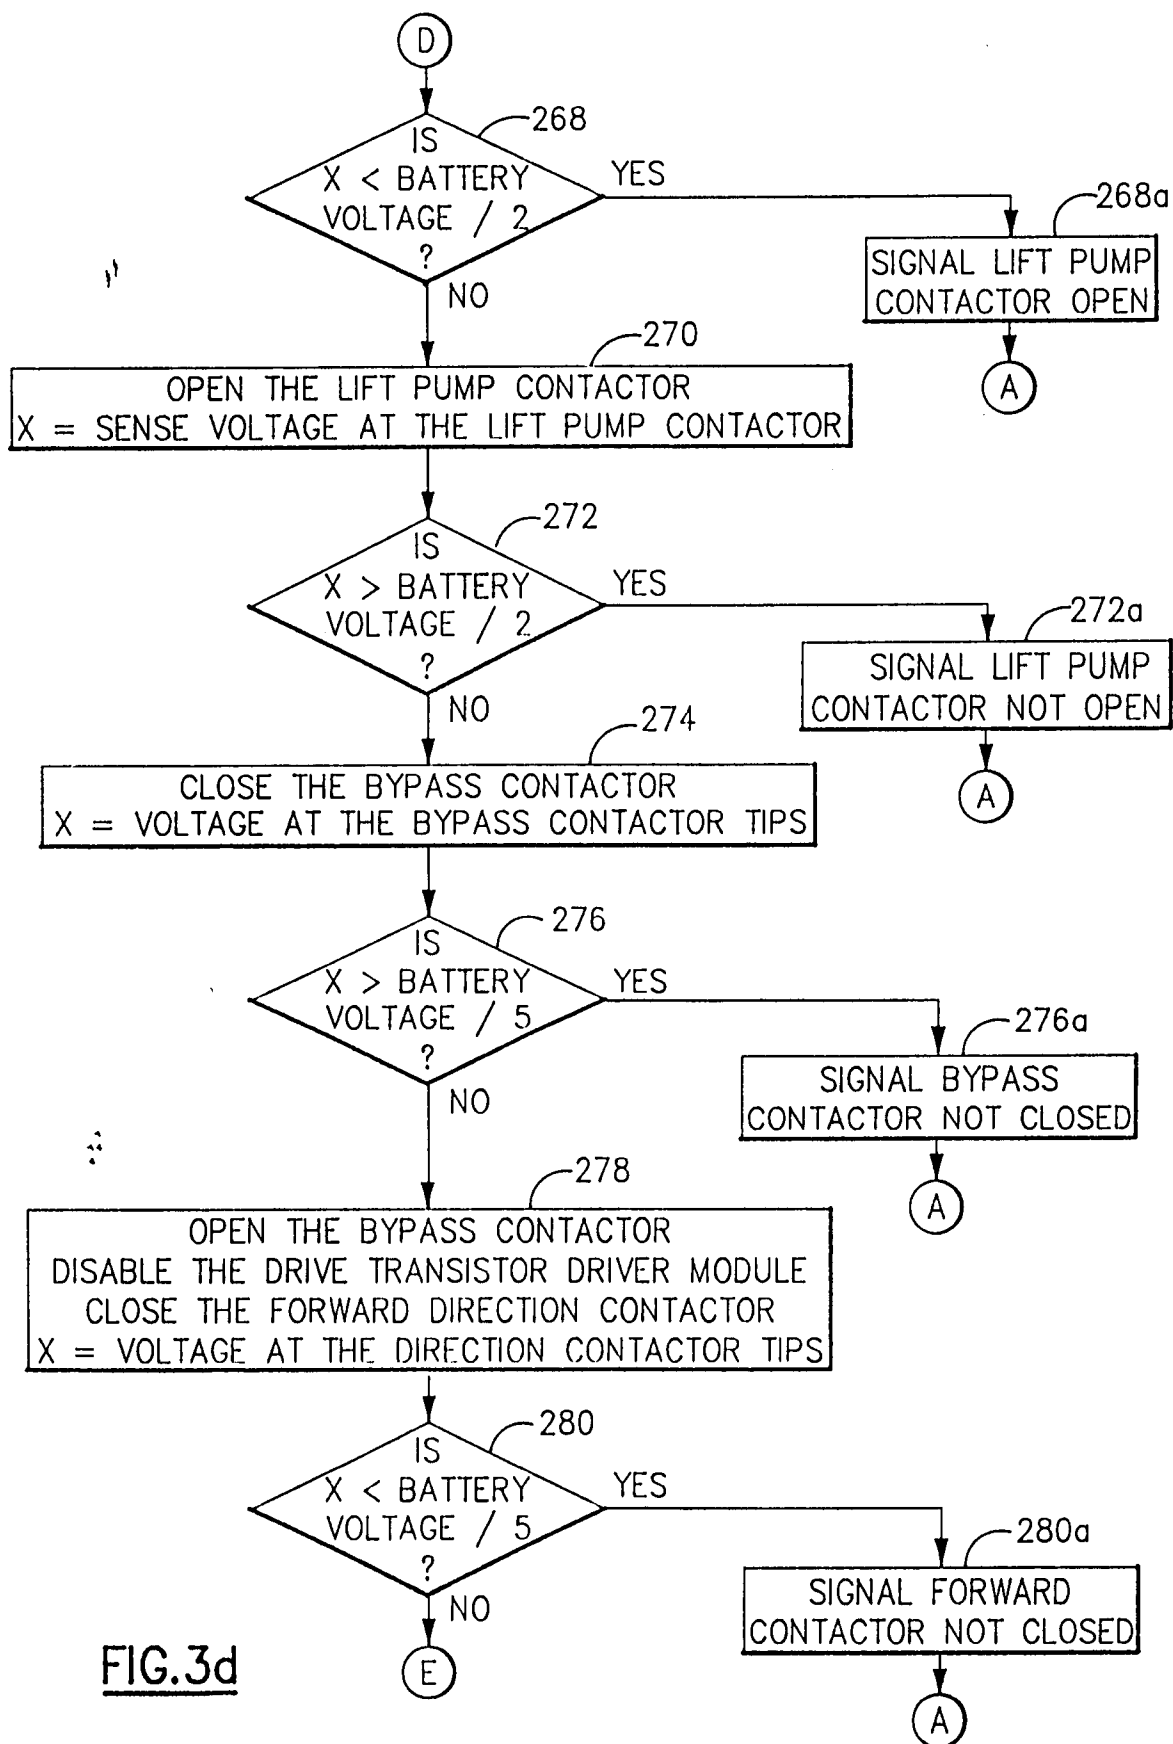 D
268
IS
X < BATTERY
VOLTAGE / 2
?
YES
NO
268a
SIGNAL LIFT PUMP
CONTACTOR OPEN
A
270
OPEN THE LIFT PUMP CONTACTOR
X = SENSE VOLTAGE AT THE LIFT PUMP CONTACTOR
272
IS
X > BATTERY
VOLTAGE / 2
?
YES
NO
272a
SIGNAL LIFT PUMP
CONTACTOR NOT OPEN
A
274
CLOSE THE BYPASS CONTACTOR
X = VOLTAGE AT THE BYPASS CONTACTOR TIPS
276
IS
X > BATTERY
VOLTAGE / 5
?
YES
NO
276a
SIGNAL BYPASS
CONTACTOR NOT CLOSED
A
278
OPEN THE BYPASS CONTACTOR
DISABLE THE DRIVE TRANSISTOR DRIVER MODULE
CLOSE THE FORWARD DIRECTION CONTACTOR
X = VOLTAGE AT THE DIRECTION CONTACTOR TIPS
280
IS
X < BATTERY
VOLTAGE / 5
?
YES
NO
280a
SIGNAL FORWARD
CONTACTOR NOT CLOSED
A
E
FIG.3d